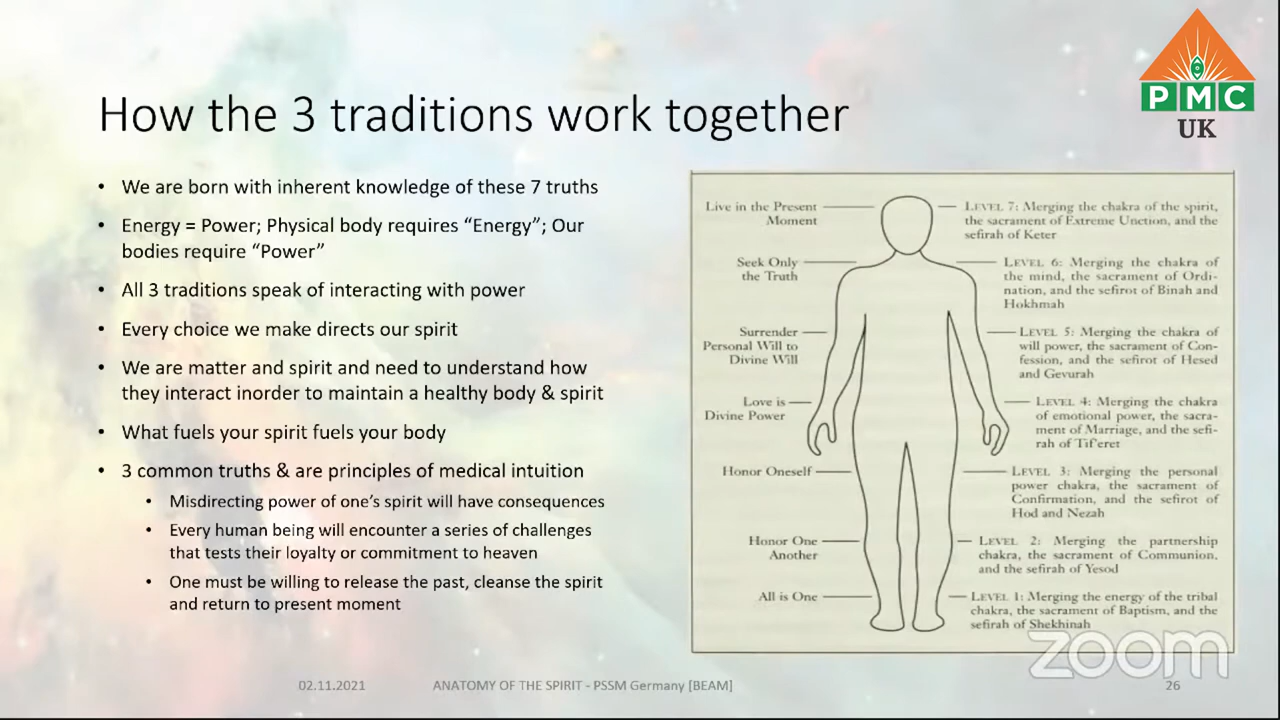 PMC
UK
How the 3 traditions work together
• We are born with inherent knowledge of these 7 truths
• Energy = Power; Physical body requires “Energy”; Our
bodies require “Power”
• All 3 traditions speak of interacting with power
• Every choice we make directs our spirit
• We are matter and spirit and need to understand how
they interact inorder to maintain a healthy body & spirit
• What fuels your spirit fuels your body
• 3 common truths & are principles of medical intuition
• Misdirecting power of one’s spirit will have consequences
• Every human being will encounter a series of challenges
that tests their loyalty or commitment to heaven
• One must be willing to release the past, cleanse the spirit
and return to present moment
Live in the Present
Moment
Seek Only
the Truth
Surrender
Personal Will to
Divine Will
Love is
Divine Power
Honor Oneself
Honor One
Another
All is One
LEVEL 7: Merging the chakra of the spirit,
the sacrament of Extreme Unction, and the
sefirah of Keter
LEVEL 6: Merging the chakra of
the mind, the sacrament of Ordi-
nation, and the sefirot of Binah and
Hokhmah
LEVEL 5: Merging the chakra of
will power, the sacrament of Con-
fession, and the sefirot of Hesed
and Gevurah
LEVEL 4: Merging the chakra
of emotional power, the sacra-
ment of Marriage, and the sefi-
rah of Tif'eret
LEVEL 3: Merging the personal
power chakra, the sacrament of
Confirmation, and the sefirot of
Hod and Nezah
LEVEL 2: Merging the partnership
chakra, the sacrament of Communion,
and the sefirah of Yesod
LEVEL 1: Merging the energy of the tribal
chakra, the sacrament of Baptism, and the
sefirah of Shekhinah
zoom
02.11.2021
ANATOMY OF THE SPIRIT - PSSM Germany [BEAM]
26